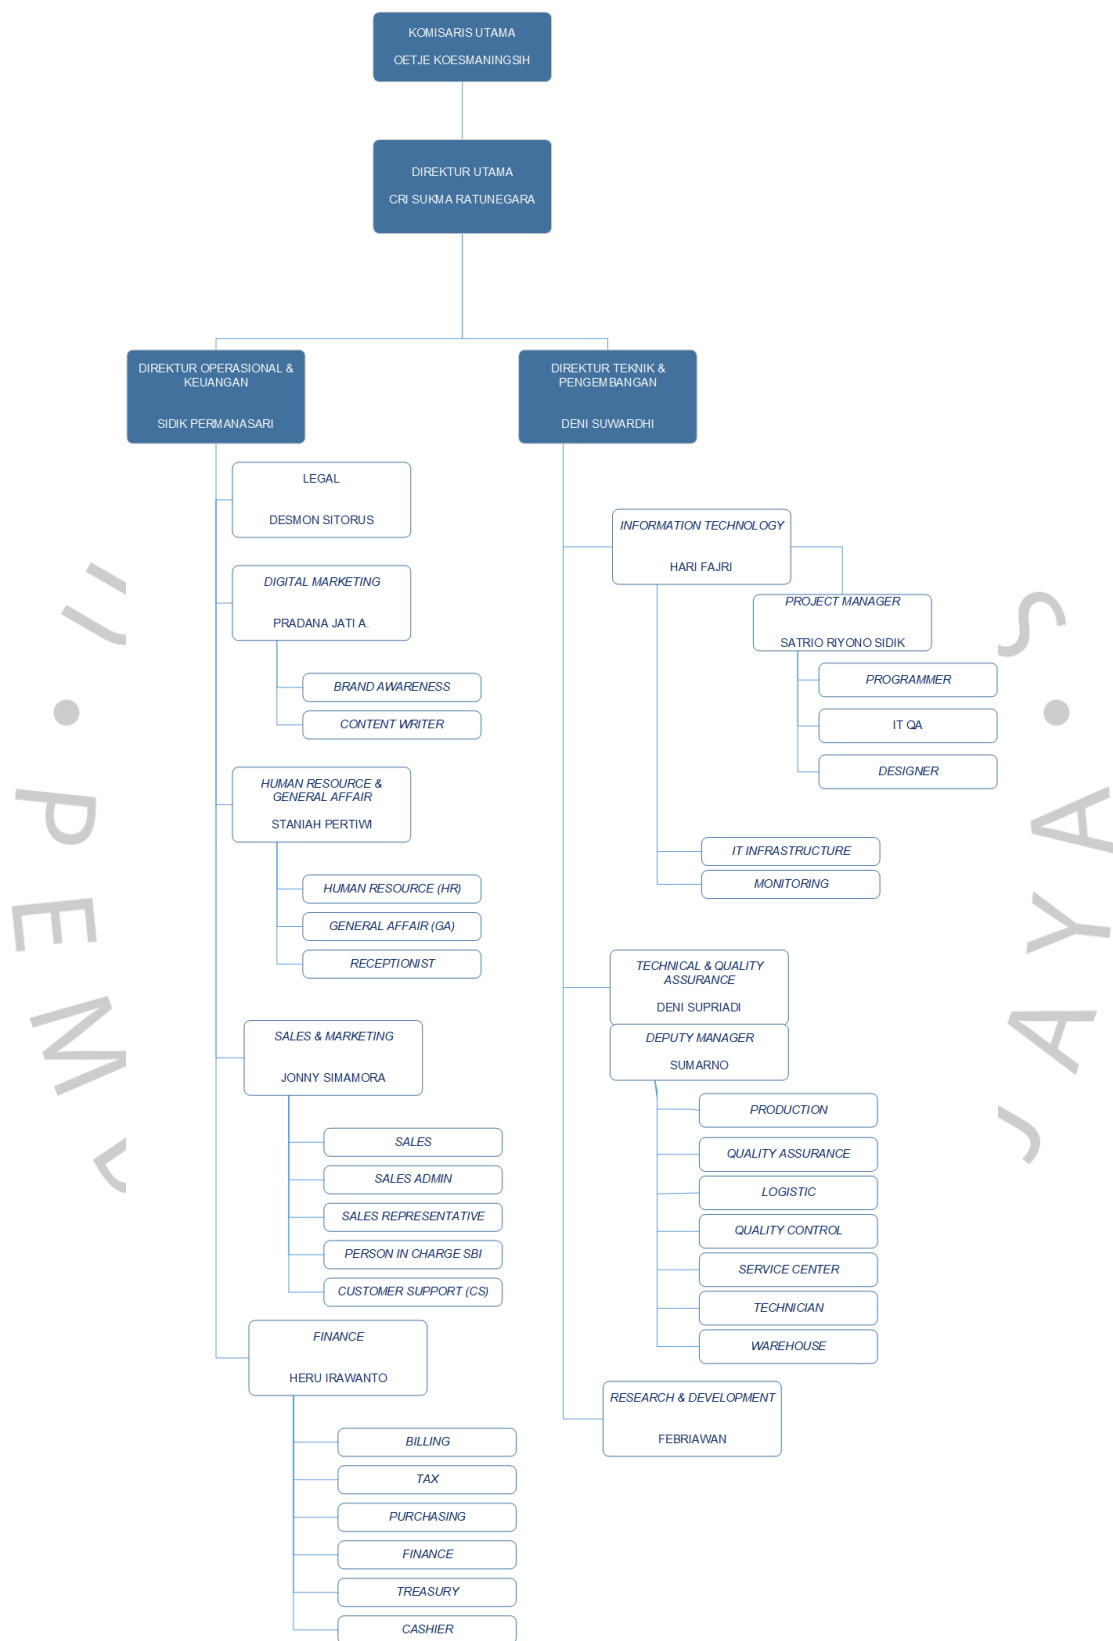 KOMISARIS UTAMA
OETJE KOESMANINGSIH
DIREKTUR UTAMA
CRI SUKMA RATUNEGARA
DIREKTUR OPERASIONAL &
KEUANGAN
SIDIK PERMANASARI
LEGAL
DESMON SITORUS
DIGITAL MARKETING
PRADANA JATI A.
BRAND AWARENESS
CONTENT WRITER
HUMAN RESOURCE &
GENERAL AFFAIR
STANIAH PERTIWI
HUMAN RESOURCE (HR)
GENERAL AFFAIR (GA)
RECEPTIONIST
SALES & MARKETING
JONNY SIMAMORA
SALES
SALES ADMIN
SALES REPRESENTATIVE
PERSON IN CHARGE SBI
CUSTOMER SUPPORT (CS)
FINANCE
HERU IRAWANTO
BILLING
TAX
PURCHASING
FINANCE
TREASURY
CASHIER
DIREKTUR TEKNIK &
PENGEMBANGAN
DENI SUWARDHI
INFORMATION TECHNOLOGY
HARI FAJRI
PROJECT MANAGER
SATRIO RIYONO SIDIK
PROGRAMMER
IT QA
DESIGNER
IT INFRASTRUCTURE
MONITORING
TECHNICAL & QUALITY
ASSURANCE
DENI SUPRIADI
DEPUTY MANAGER
SUMARNO
PRODUCTION
QUALITY ASSURANCE
LOGISTIC
QUALITY CONTROL
SERVICE CENTER
TECHNICIAN
WAREHOUSE
RESEARCH & DEVELOPMENT
FEBRIAWAN
PEM
JAYA